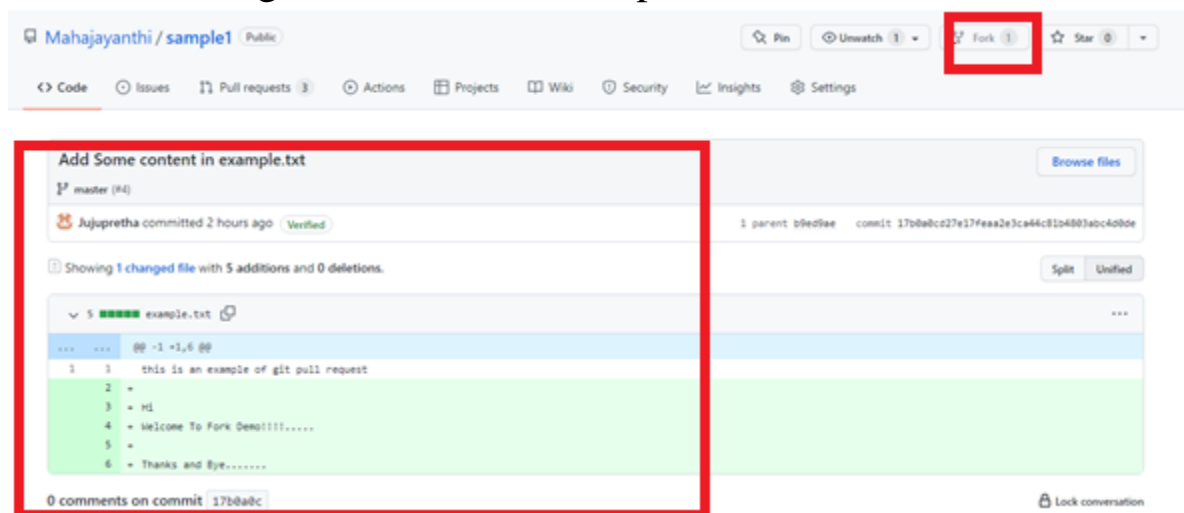 Mahajayanthi / sample1 Public Pin Unwatch 1 Fork 1 Star 0
<> Code Issues Pull requests 3 Actions Projects Wiki Security Insights Settings
Add Some content in example.txt Browse files
master (#4)
Jujupretha committed 2 hours ago Verified 1 parent b9ed9ae commit 17b0a0cd27e17feaa2e3ca44c81b4803abc4d0de
Showing 1 changed file with 5 additions and 0 deletions. Split Unified
5 example.txt ...
... ... @@ -1 +1,6 @@
1 1 this is an example of git pull request
2 +
3 + Hi
4 + Welcome To Fork Demo!!!!.....
5 +
6 + Thanks and Bye.......
0 comments on commit 17b0a0c Lock conversation